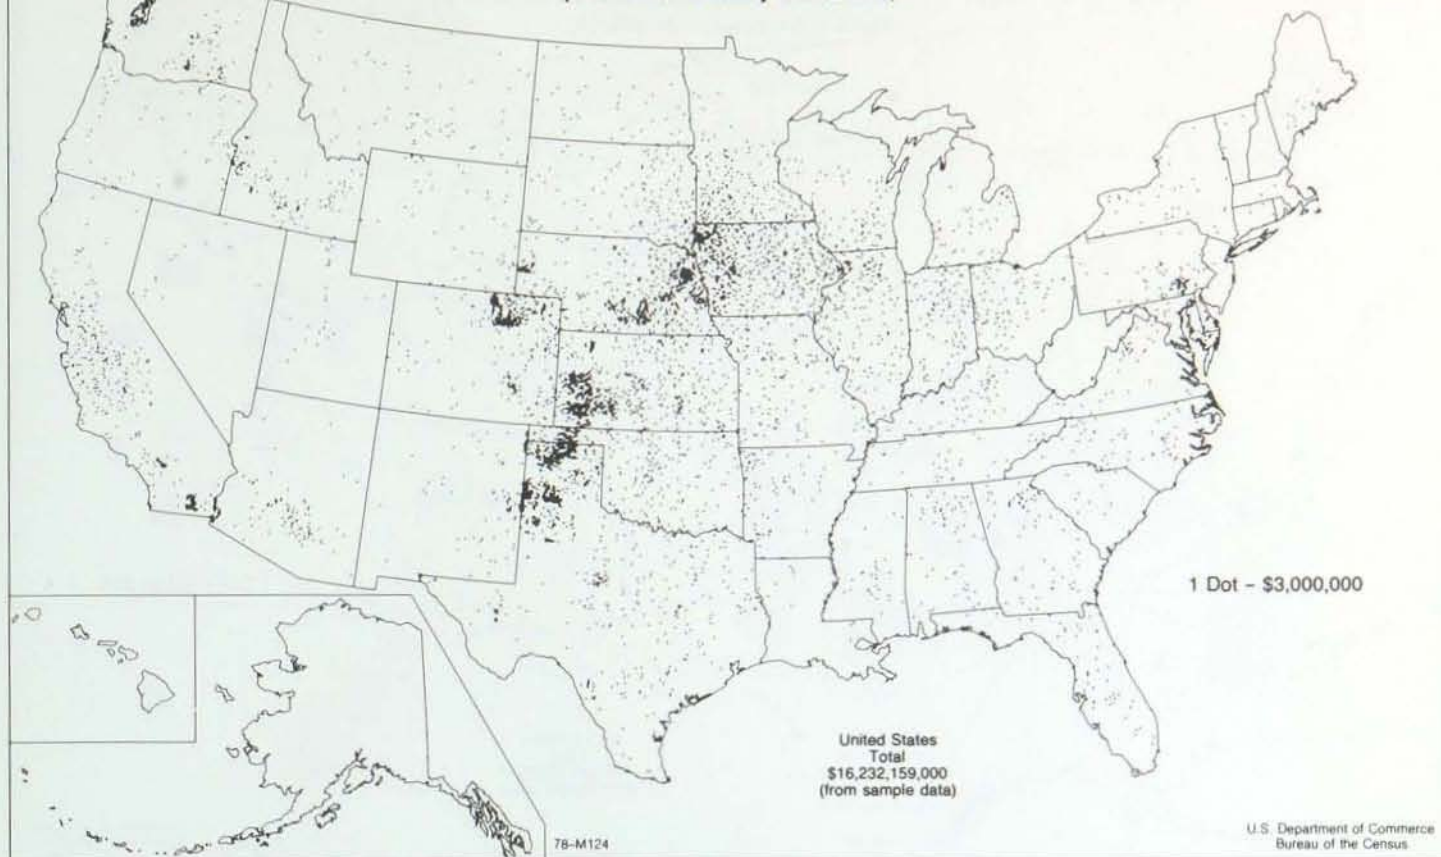 1 Dot – $3,000,000
United States
Total
$16,232,159,000
(from sample data)
78-M124
U.S. Department of Commerce
Bureau of the Census